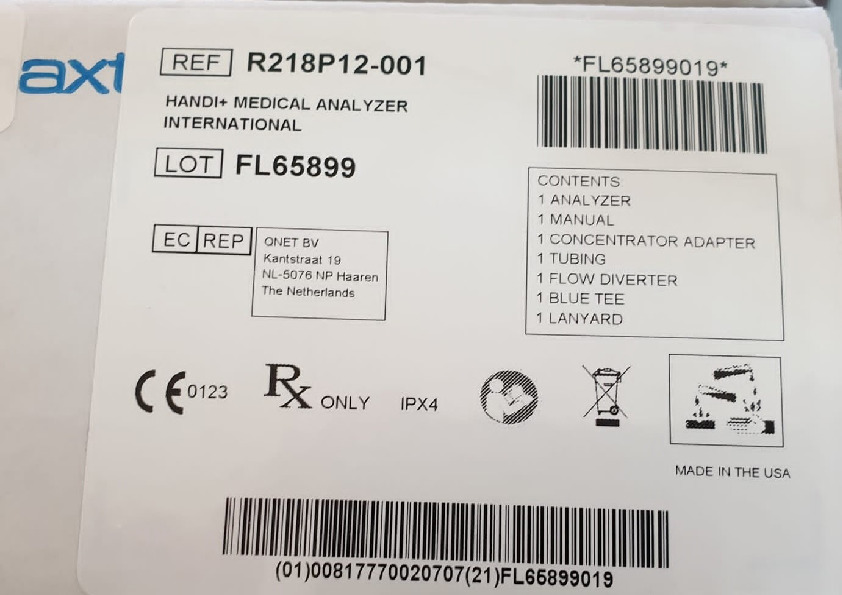 axt
REF R218P12-001
HANDI+ MEDICAL ANALYZER
INTERNATIONAL
LOT FL65899
*FL65899019*
CONTENTS
1 ANALYZER
1 MANUAL
1 CONCENTRATOR ADAPTER
1 TUBING
1 FLOW DIVERTER
1 BLUE TEE
1 LANYARD
EC REP
QNET BV
Kantstraat 19
NL-5076 NP Haaren
The Netherlands
CE 0123
Rx ONLY
IPX4
MADE IN THE USA
(01)00817770020707(21)FL65899019